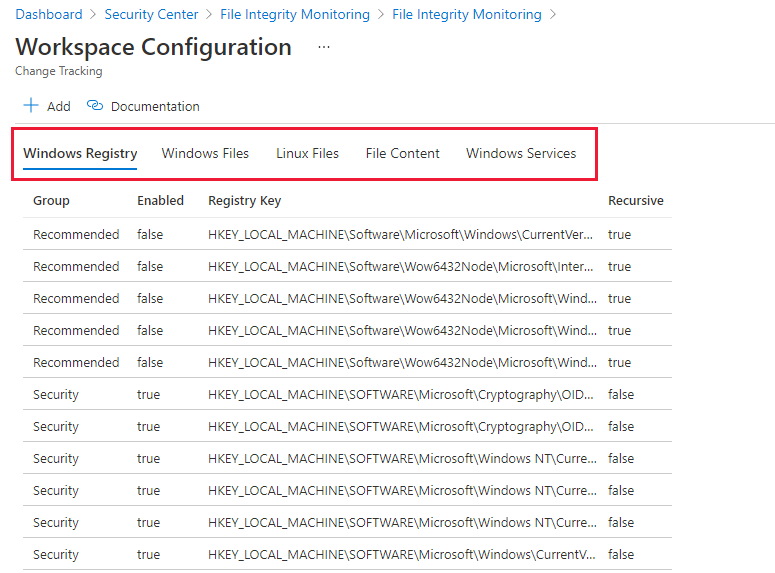 Dashboard > Security Center > File Integrity Monitoring > File Integrity Monitoring >
Workspace Configuration ...
Change Tracking
+ Add Documentation
Windows Registry Windows Files Linux Files File Content Windows Services
Group Enabled Registry Key Recursive
Recommended false HKEY_LOCAL_MACHINE\Software\Microsoft\Windows\CurrentVer... true
Recommended false HKEY_LOCAL_MACHINE\Software\Wow6432Node\Microsoft\Inter... true
Recommended false HKEY_LOCAL_MACHINE\Software\Wow6432Node\Microsoft\Wind... true
Recommended false HKEY_LOCAL_MACHINE\Software\Wow6432Node\Microsoft\Wind... true
Recommended false HKEY_LOCAL_MACHINE\Software\Wow6432Node\Microsoft\Wind... true
Security true HKEY_LOCAL_MACHINE\SOFTWARE\Microsoft\Cryptography\OID... false
Security true HKEY_LOCAL_MACHINE\SOFTWARE\Microsoft\Cryptography\OID... false
Security true HKEY_LOCAL_MACHINE\SOFTWARE\Microsoft\Windows NT\Curre... false
Security true HKEY_LOCAL_MACHINE\SOFTWARE\Microsoft\Windows NT\Curre... false
Security true HKEY_LOCAL_MACHINE\SOFTWARE\Microsoft\Windows NT\Curre... false
Security true HKEY_LOCAL_MACHINE\SOFTWARE\Microsoft\Windows\CurrentV... false